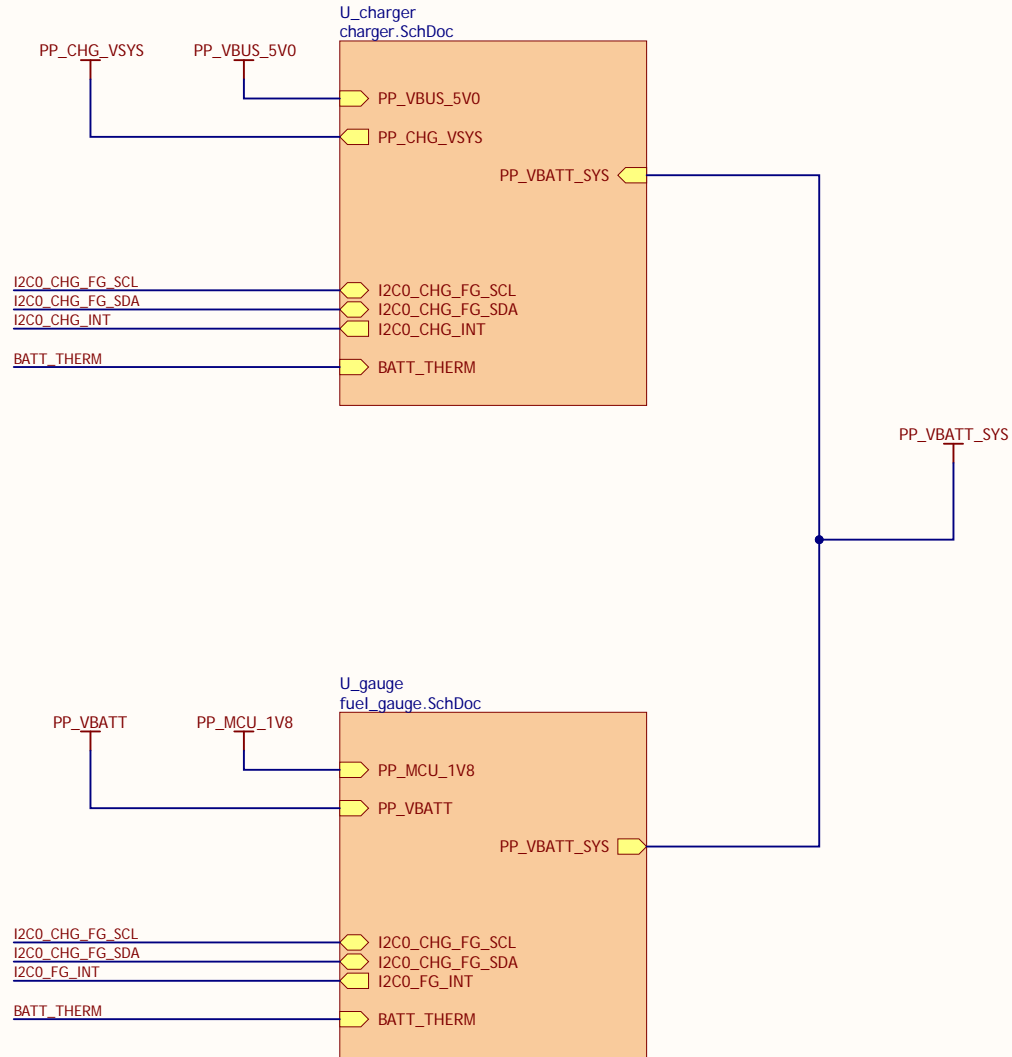 U_charger
charger.SchDoc
PP_CHG_VSYS
PP_VBUS_5V0
PP_VBUS_5V0
PP_CHG_VSYS
PP_VBATT_SYS
I2C0_CHG_FG_SCL
I2C0_CHG_FG_SCL
I2C0_CHG_FG_SDA
I2C0_CHG_FG_SDA
I2C0_CHG_INT
I2C0_CHG_INT
BATT_THERM
BATT_THERM
PP_VBATT_SYS
U_gauge
fuel_gauge.SchDoc
PP_VBATT
PP_MCU_1V8
PP_MCU_1V8
PP_VBATT
PP_VBATT_SYS
I2C0_CHG_FG_SCL
I2C0_CHG_FG_SCL
I2C0_CHG_FG_SDA
I2C0_CHG_FG_SDA
I2C0_FG_INT
I2C0_FG_INT
BATT_THERM
BATT_THERM